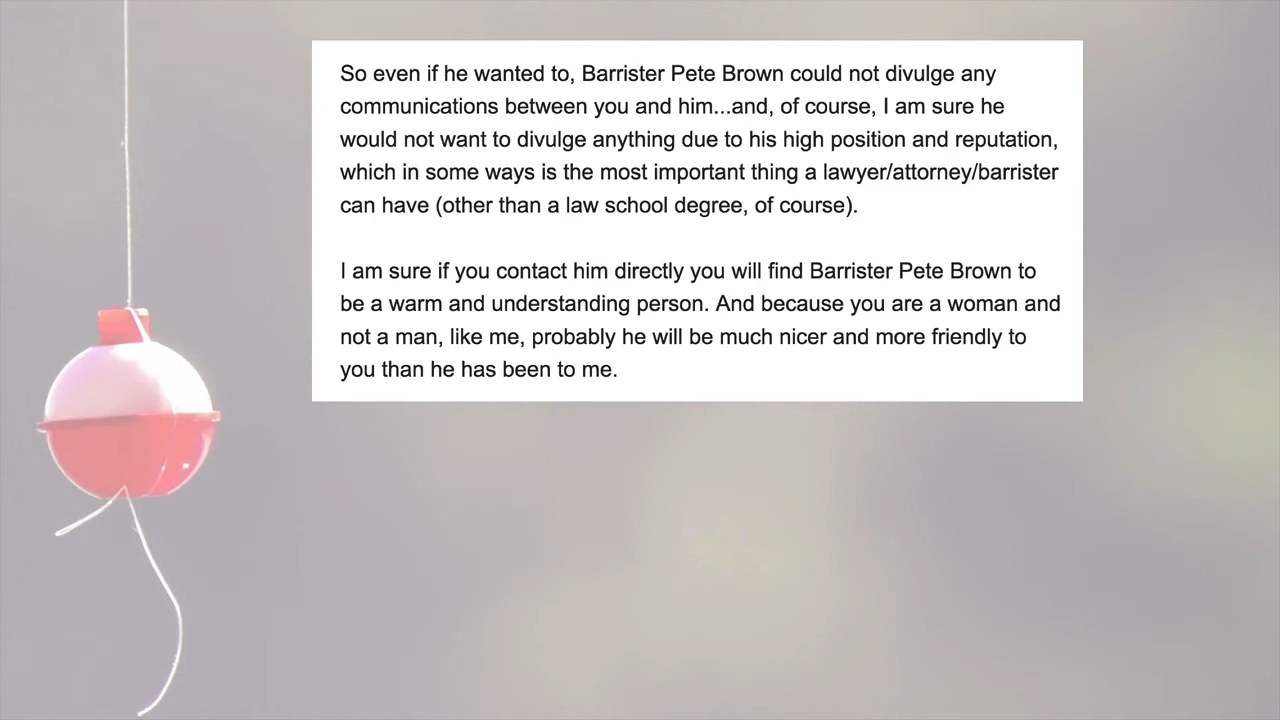 So even if he wanted to, Barrister Pete Brown could not divulge any
communications between you and him...and, of course, I am sure he
would not want to divulge anything due to his high position and reputation,
which in some ways is the most important thing a lawyer/attorney/barrister
can have (other than a law school degree, of course).
I am sure if you contact him directly you will find Barrister Pete Brown to
be a warm and understanding person. And because you are a woman and
not a man, like me, probably he will be much nicer and more friendly to
you than he has been to me.